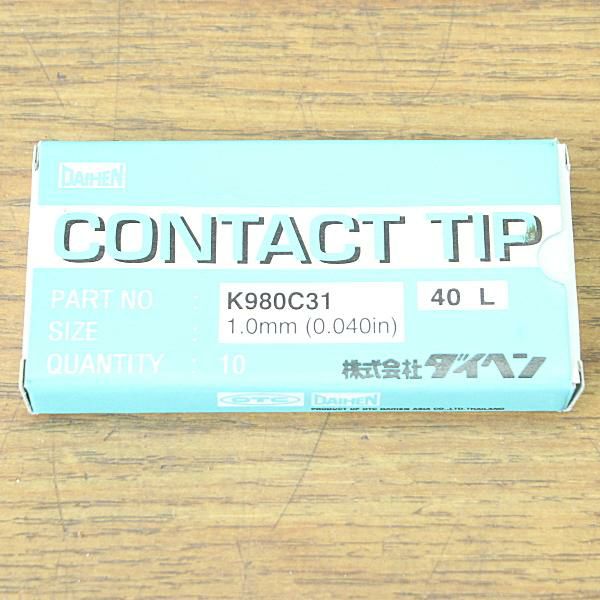 DAIHEN
CONTACT TIP
PART NO : K980C31 40 L
SIZE : 1.0mm (0.040in)
QUANTITY : 10 株式会社 ダイヘン
OTC DAIHEN
PRODUCT OF OTC DAIHEN ASIA CO.,LTD.THAILAND